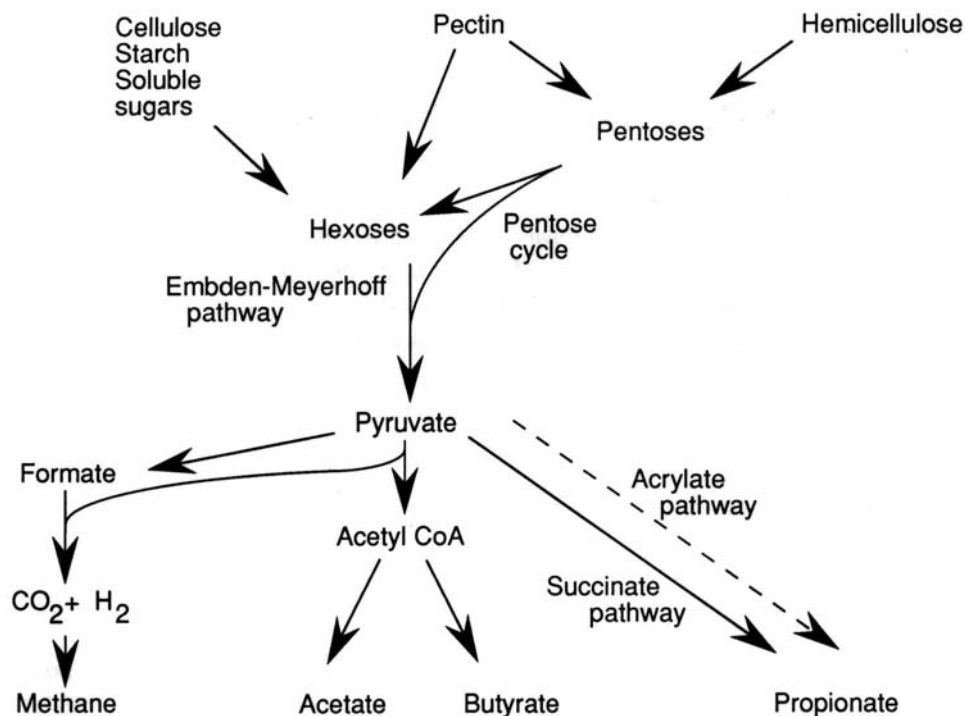 Cellulose
Starch
Soluble
sugars
Pectin
Hemicellulose
Pentoses
Hexoses
Pentose
cycle
Embden-Meyerhoff
pathway
Pyruvate
Formate
Acrylate
pathway
Acetyl CoA
CO2+ H2
Succinate
pathway
Methane
Acetate
Butyrate
Propionate